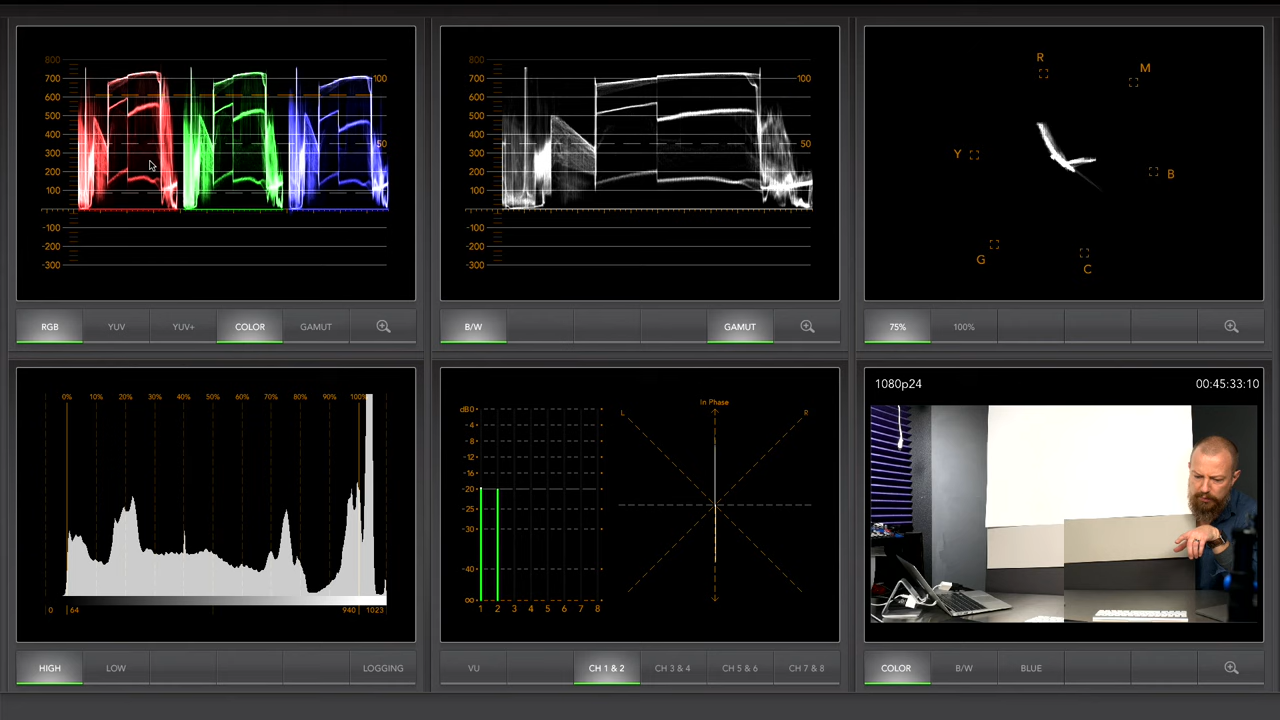 800
700
600
500
400
300
200
100
-100
-200
-300
100
50
RGB YUV YUV+ COLOR GAMUT
800
700
600
500
400
300
200
100
-100
-200
-300
100
50
B/W GAMUT
R
M
Y
B
G
C
75% 100%
0% 10% 20% 30% 40% 50% 60% 70% 80% 90% 100%
0 64 940 1023
HIGH LOW LOGGING
dB0
-4
-8
-12
-16
-20
-25
-30
-40
∞
1 2 3 4 5 6 7 8
In Phase
L R
VU CH 1 & 2 CH 3 & 4 CH 5 & 6 CH 7 & 8
1080p24 00:45:33:10
COLOR B/W BLUE